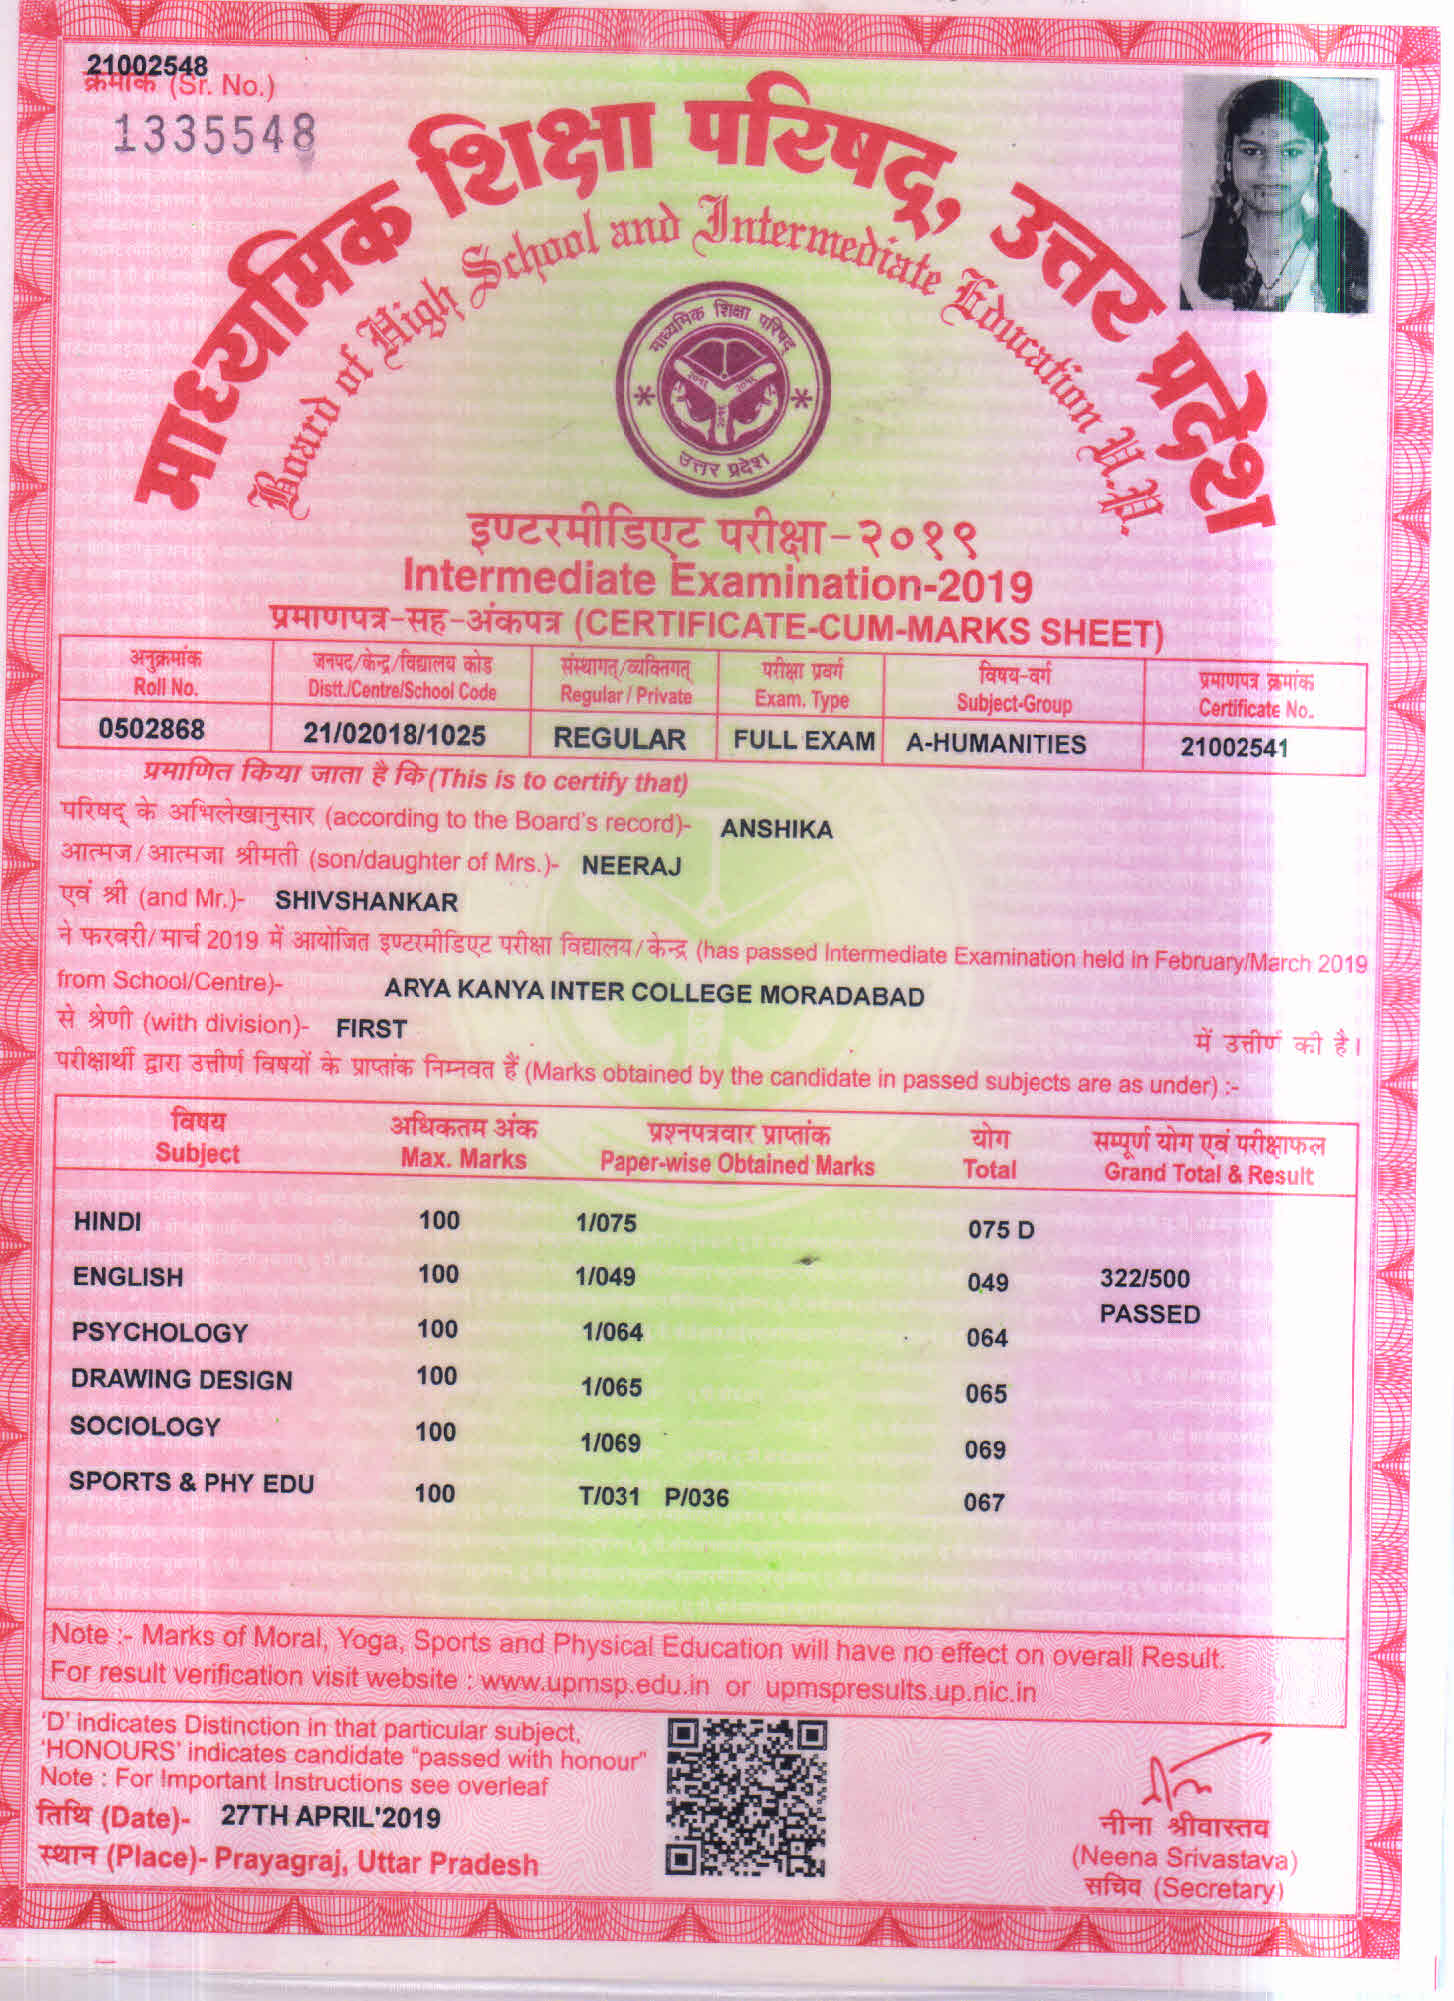 21002548
क्रमांक (Sr. No.)
1335548
माध्यमिक शिक्षा परिषद्, उत्तर प्रदेश
Board of High School and Intermediate Education U.P.
माध्यमिक शिक्षा परिषद्
उत्तर प्रदेश
इण्टरमीडिएट परीक्षा-२०१९
Intermediate Examination-2019
प्रमाणपत्र-सह-अंकपत्र (CERTIFICATE-CUM-MARKS SHEET)
अनुक्रमांक जनपद/केन्द्र/विद्यालय कोड संस्थागत्/व्यक्तिगत् परीक्षा प्रवर्ग विषय-वर्ग प्रमाणपत्र क्रमांक
Roll No. Distt./Centre/School Code Regular / Private Exam. Type Subject-Group Certificate No.
0502868 21/02018/1025 REGULAR FULL EXAM A-HUMANITIES 21002541
प्रमाणित किया जाता है कि (This is to certify that)
परिषद् के अभिलेखानुसार (according to the Board's record)- ANSHIKA
आत्मज/आत्मजा श्रीमती (son/daughter of Mrs.)- NEERAJ
एवं श्री (and Mr.)- SHIVSHANKAR
ने फरवरी/मार्च 2019 में आयोजित इण्टरमीडिएट परीक्षा विद्यालय/केन्द्र (has passed Intermediate Examination held in February/March 2019
from School/Centre)- ARYA KANYA INTER COLLEGE MORADABAD
से श्रेणी (with division)- FIRST में उत्तीर्ण की है।
परीक्षार्थी द्वारा उत्तीर्ण विषयों के प्राप्तांक निम्नवत हैं (Marks obtained by the candidate in passed subjects are as under) :-
विषय अधिकतम अंक प्रश्नपत्रवार प्राप्तांक योग सम्पूर्ण योग एवं परीक्षाफल
Subject Max. Marks Paper-wise Obtained Marks Total Grand Total & Result
HINDI 100 1/075 075 D
ENGLISH 100 1/049 049 322/500
PASSED
PSYCHOLOGY 100 1/064 064
DRAWING DESIGN 100 1/065 065
SOCIOLOGY 100 1/069 069
SPORTS & PHY EDU 100 T/031 P/036 067
Note :- Marks of Moral, Yoga, Sports and Physical Education will have no effect on overall Result.
For result verification visit website : www.upmsp.edu.in or upmspresults.up.nic.in
'D' indicates Distinction in that particular subject,
'HONOURS' indicates candidate "passed with honour"
Note : For Important Instructions see overleaf
तिथि (Date)- 27TH APRIL'2019
स्थान (Place)- Prayagraj, Uttar Pradesh
नीना श्रीवास्तव
(Neena Srivastava)
सचिव (Secretary)